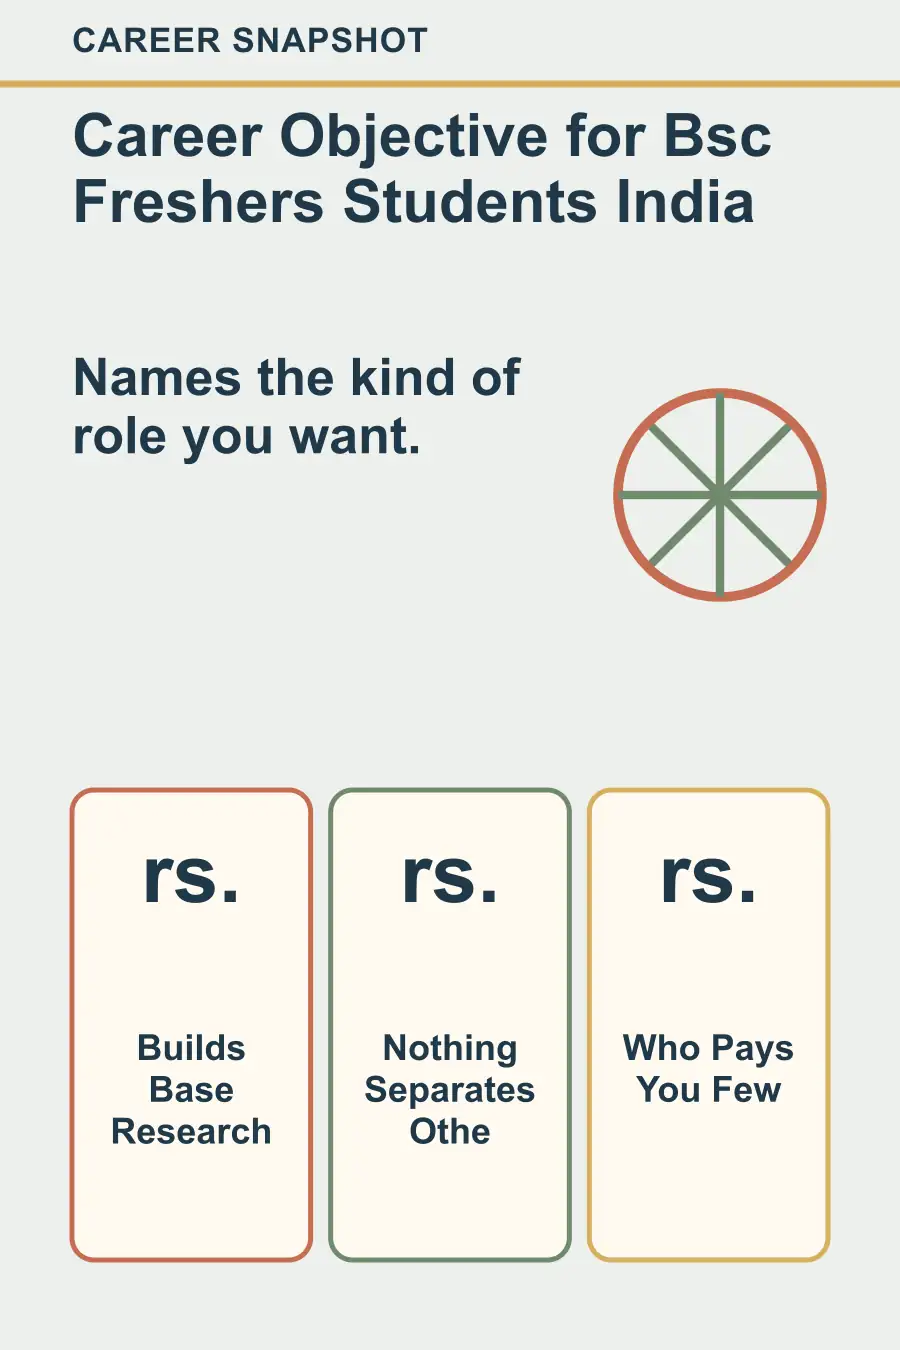 CAREER SNAPSHOT
Career Objective for Bsc
Freshers Students India
Names the kind of
role you want.
rs.
Builds
Base
Research
rs.
Nothing
Separates
Othe
rs.
Who Pays
You Few